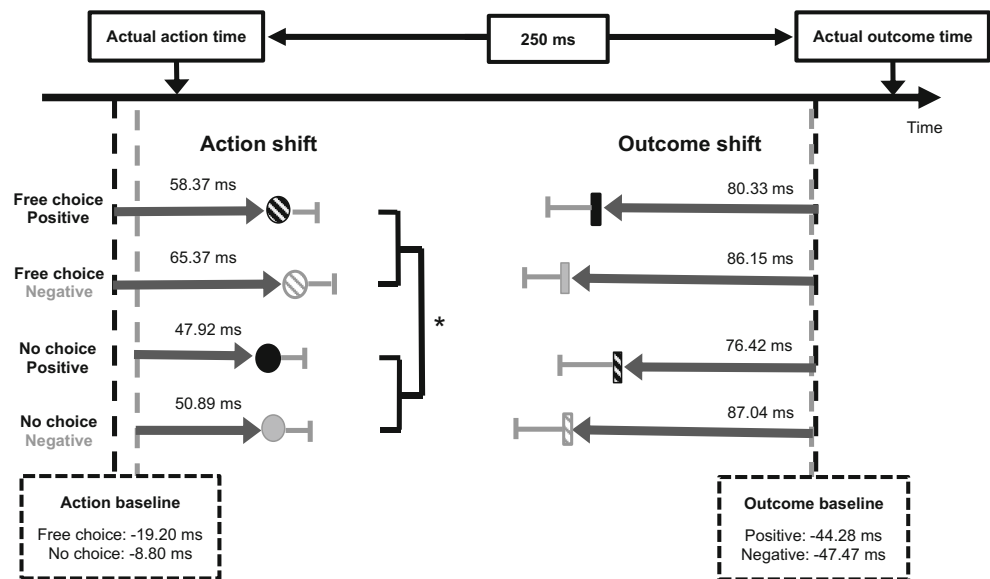 Actual action time
250 ms
Actual outcome time
Time
Action shift
Outcome shift
Free choice
Positive
58.37 ms
80.33 ms
Free choice
Negative
65.37 ms
86.15 ms
*
No choice
Positive
47.92 ms
76.42 ms
No choice
Negative
50.89 ms
87.04 ms
Action baseline
Free choice: -19.20 ms
No choice: -8.80 ms
Outcome baseline
Positive: -44.28 ms
Negative: -47.47 ms